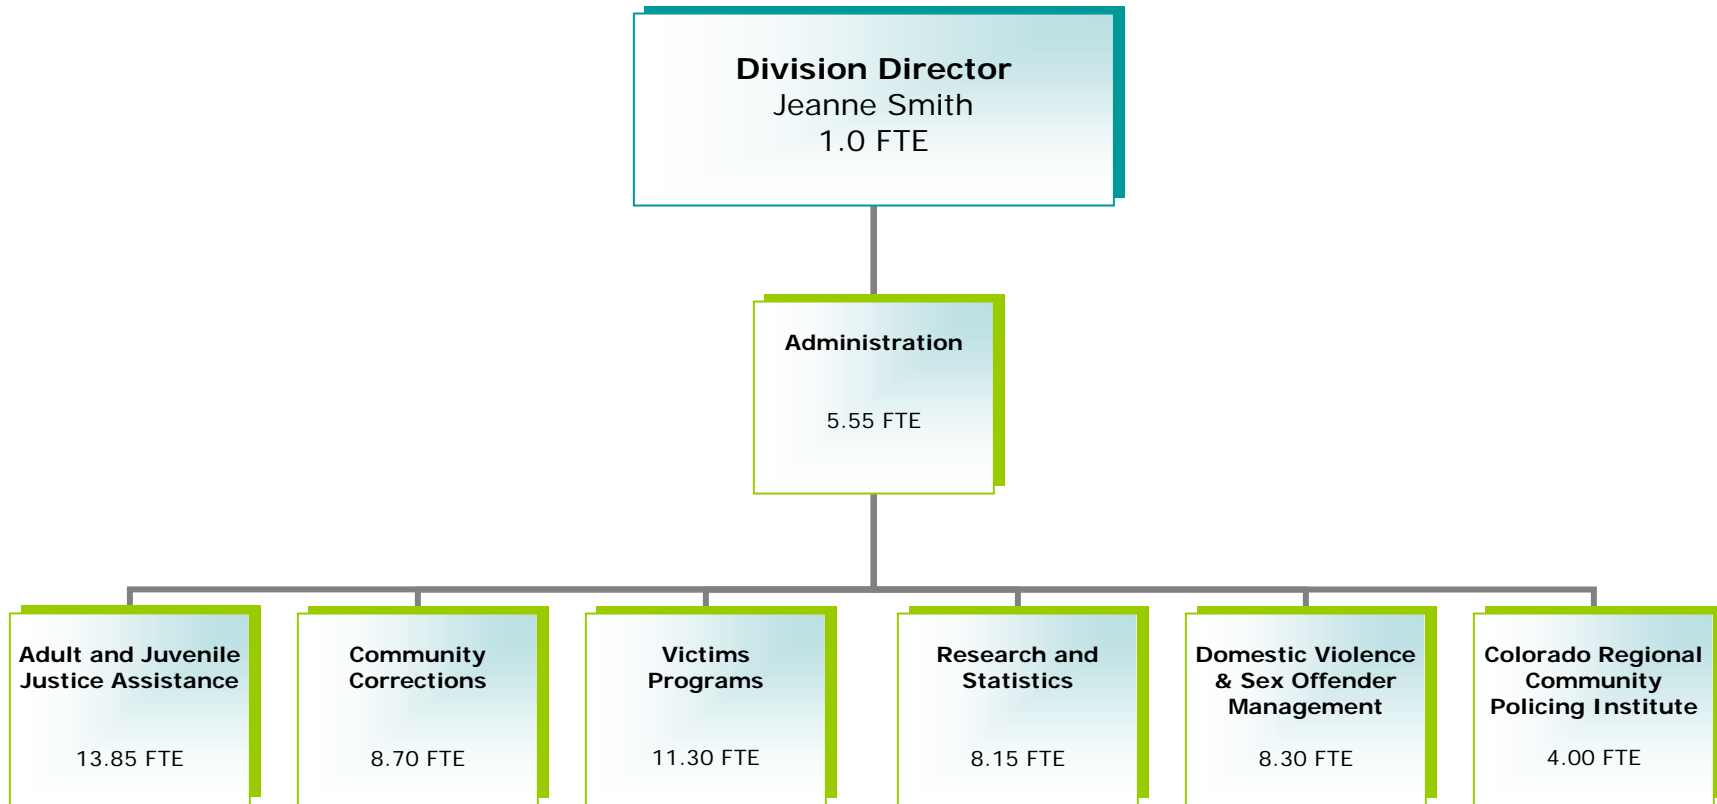 Division Director
Jeanne Smith
1.0 FTE
Administration
5.55 FTE
Adult and Juvenile
Justice Assistance
13.85 FTE
Community
Corrections
8.70 FTE
Victims
Programs
11.30 FTE
Research and
Statistics
8.15 FTE
Domestic Violence
& Sex Offender
Management
8.30 FTE
Colorado Regional
Community
Policing Institute
4.00 FTE